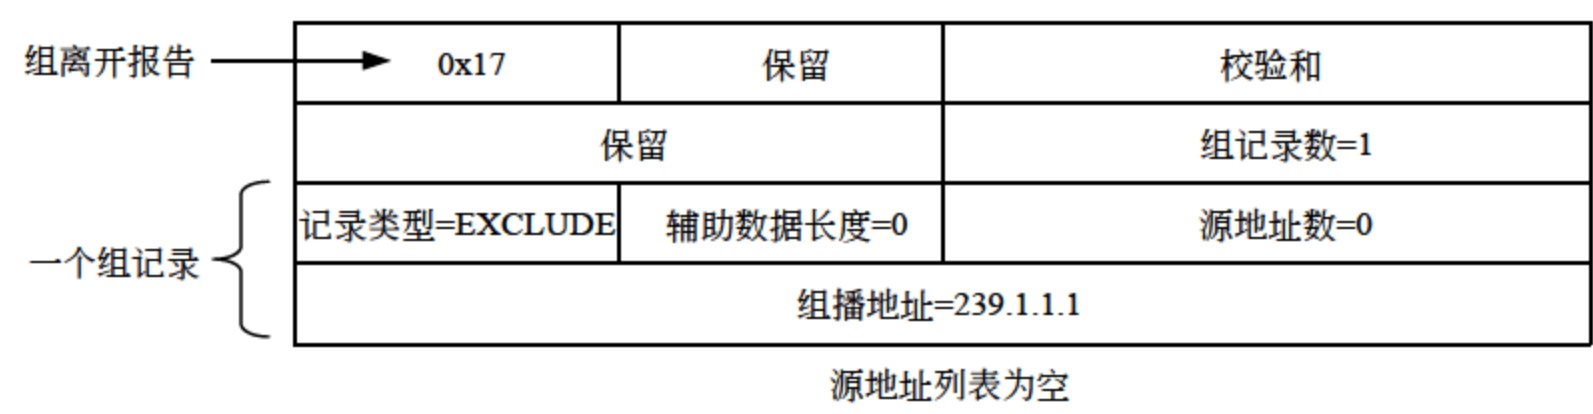 组离开报告 0x17 保留 校验和
保留 组记录数=1
记录类型=EXCLUDE 辅助数据长度=0 源地址数=0
一个组记录
组播地址=239.1.1.1
源地址列表为空